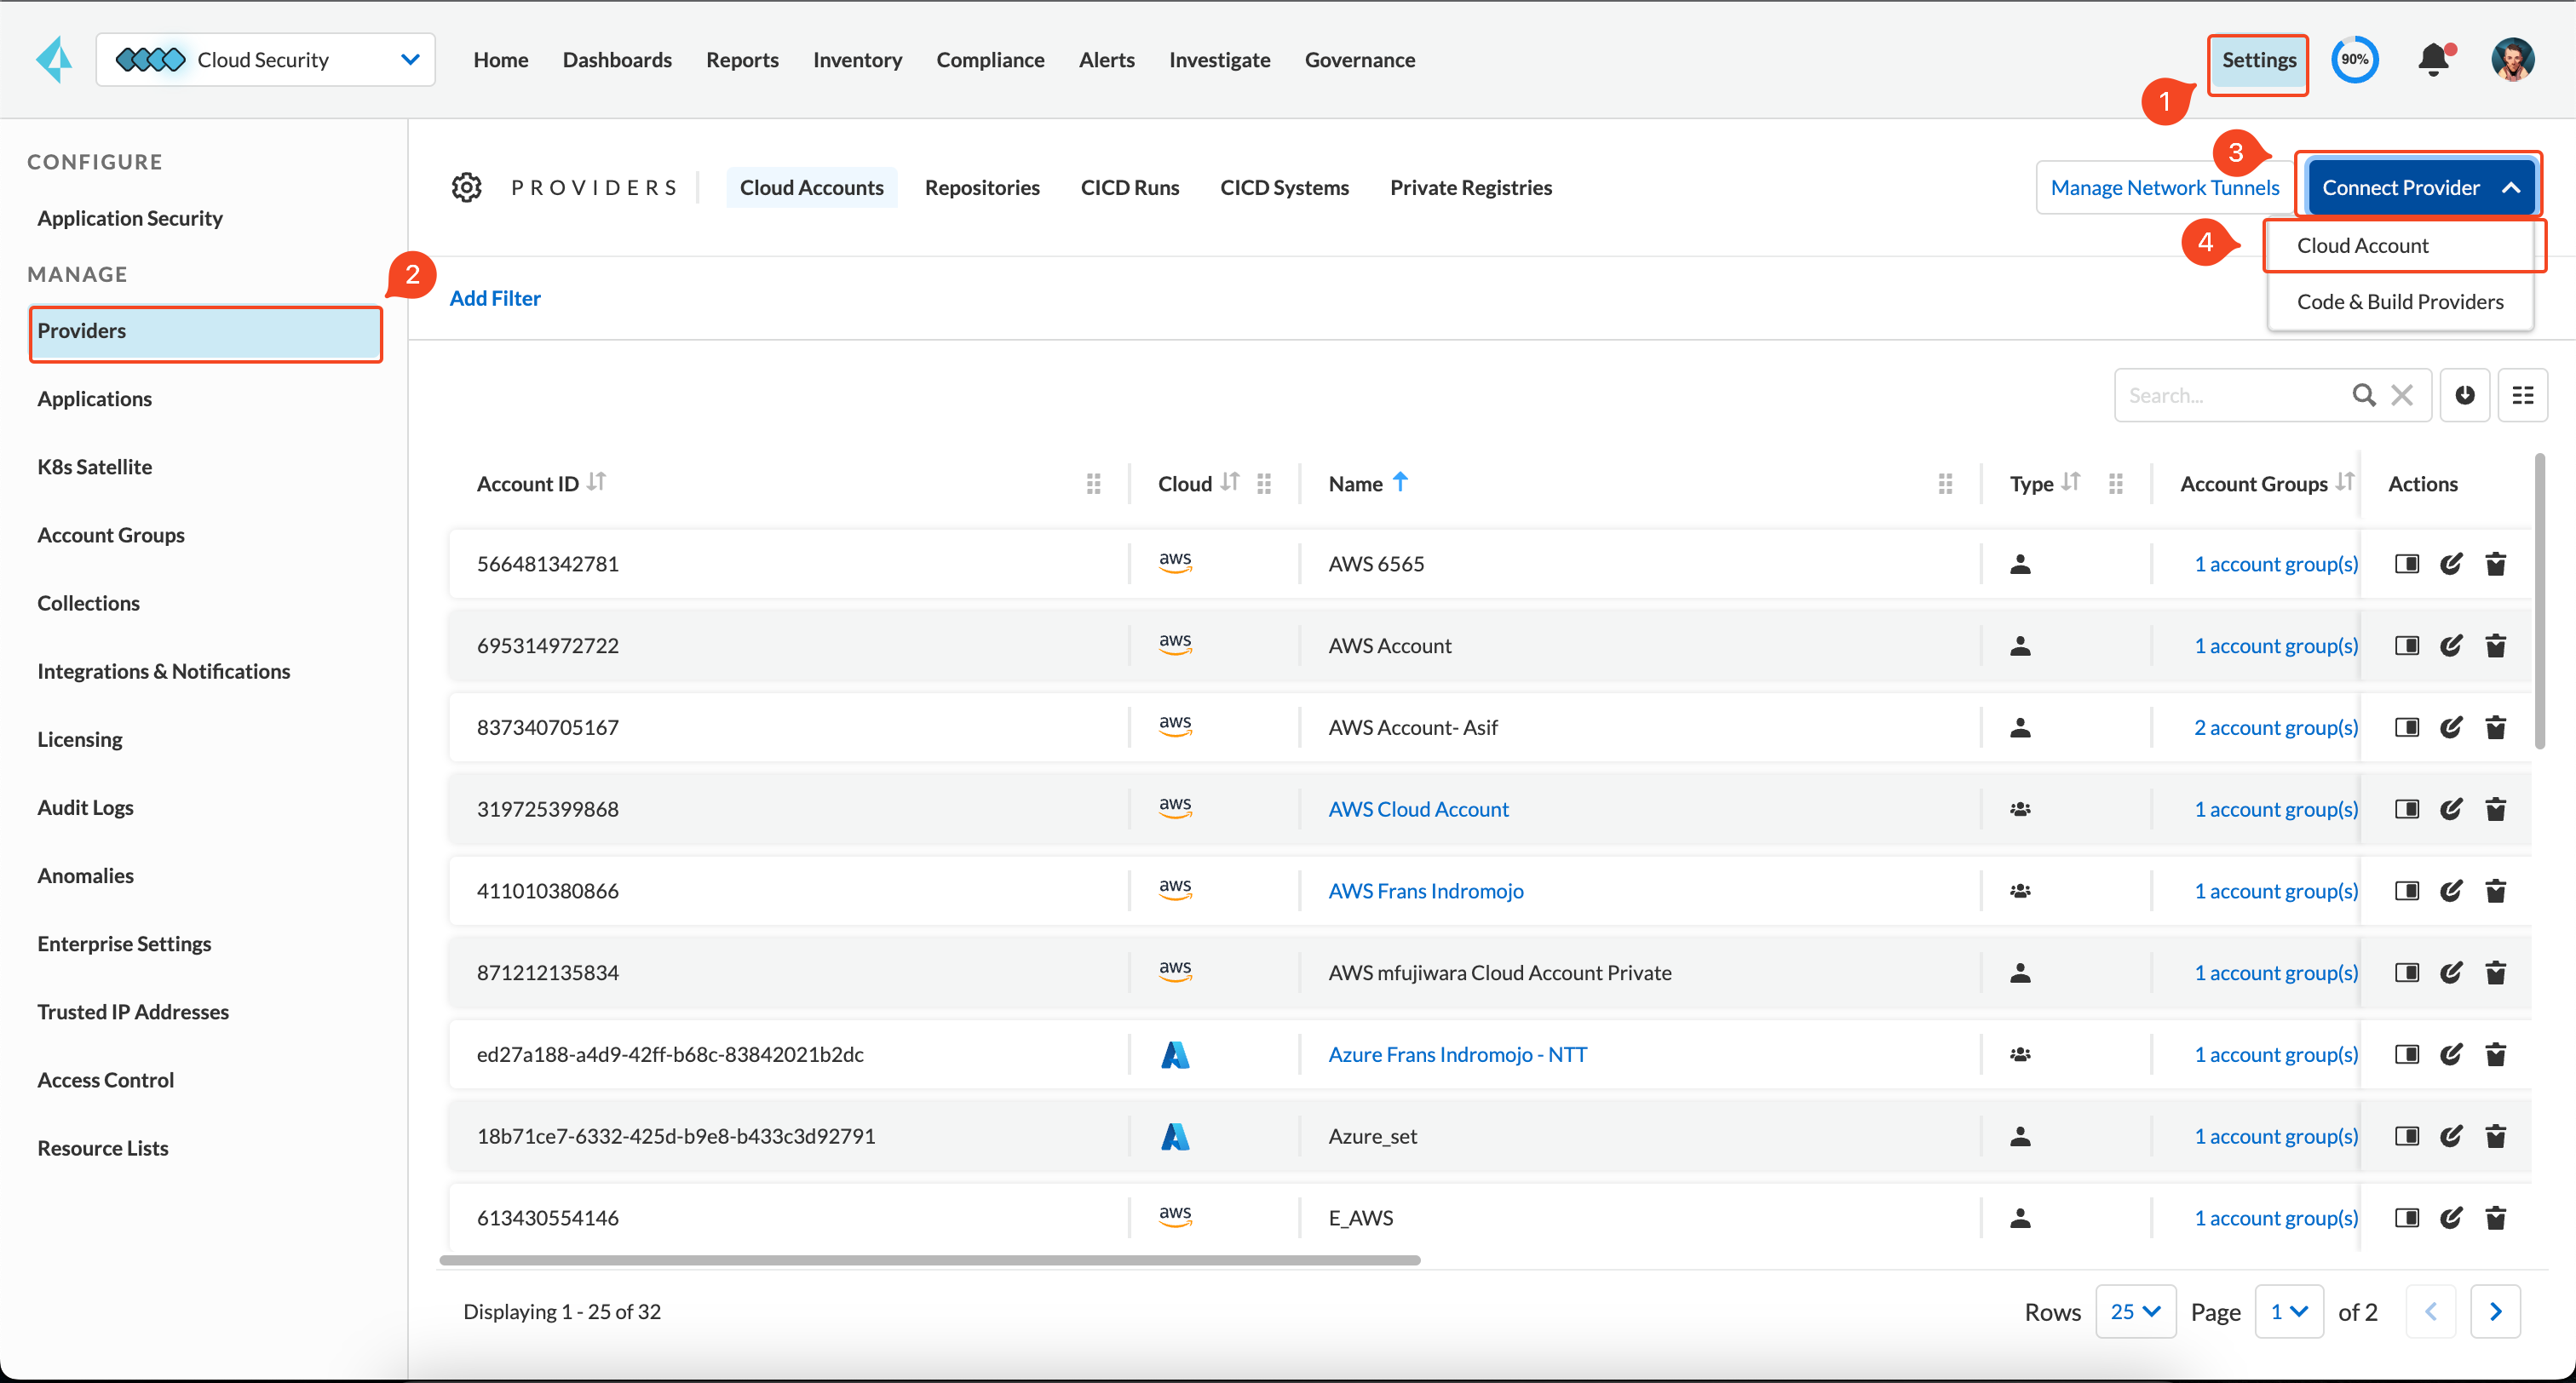 Cloud Security
Home Dashboards Reports Inventory Compliance Alerts Investigate Governance
Settings
90%
1
CONFIGURE
Application Security
MANAGE
2
Providers
Applications
K8s Satellite
Account Groups
Collections
Integrations & Notifications
Licensing
Audit Logs
Anomalies
Enterprise Settings
Trusted IP Addresses
Access Control
Resource Lists
PROVIDERS
Cloud Accounts Repositories CICD Runs CICD Systems Private Registries
Manage Network Tunnels
3
Connect Provider
4
Cloud Account
Code & Build Providers
Add Filter
Search...
Account ID Cloud Name Type Account Groups Actions
566481342781 aws AWS 6565 1 account group(s)
695314972722 aws AWS Account 1 account group(s)
837340705167 aws AWS Account- Asif 2 account group(s)
319725399868 aws AWS Cloud Account 1 account group(s)
411010380866 aws AWS Frans Indromojo 1 account group(s)
871212135834 aws AWS mfujiwara Cloud Account Private 1 account group(s)
ed27a188-a4d9-42ff-b68c-83842021b2dc Azure Frans Indromojo - NTT 1 account group(s)
18b71ce7-6332-425d-b9e8-b433c3d92791 Azure_set 1 account group(s)
613430554146 aws E_AWS 1 account group(s)
Displaying 1 - 25 of 32
Rows 25 Page 1 of 2